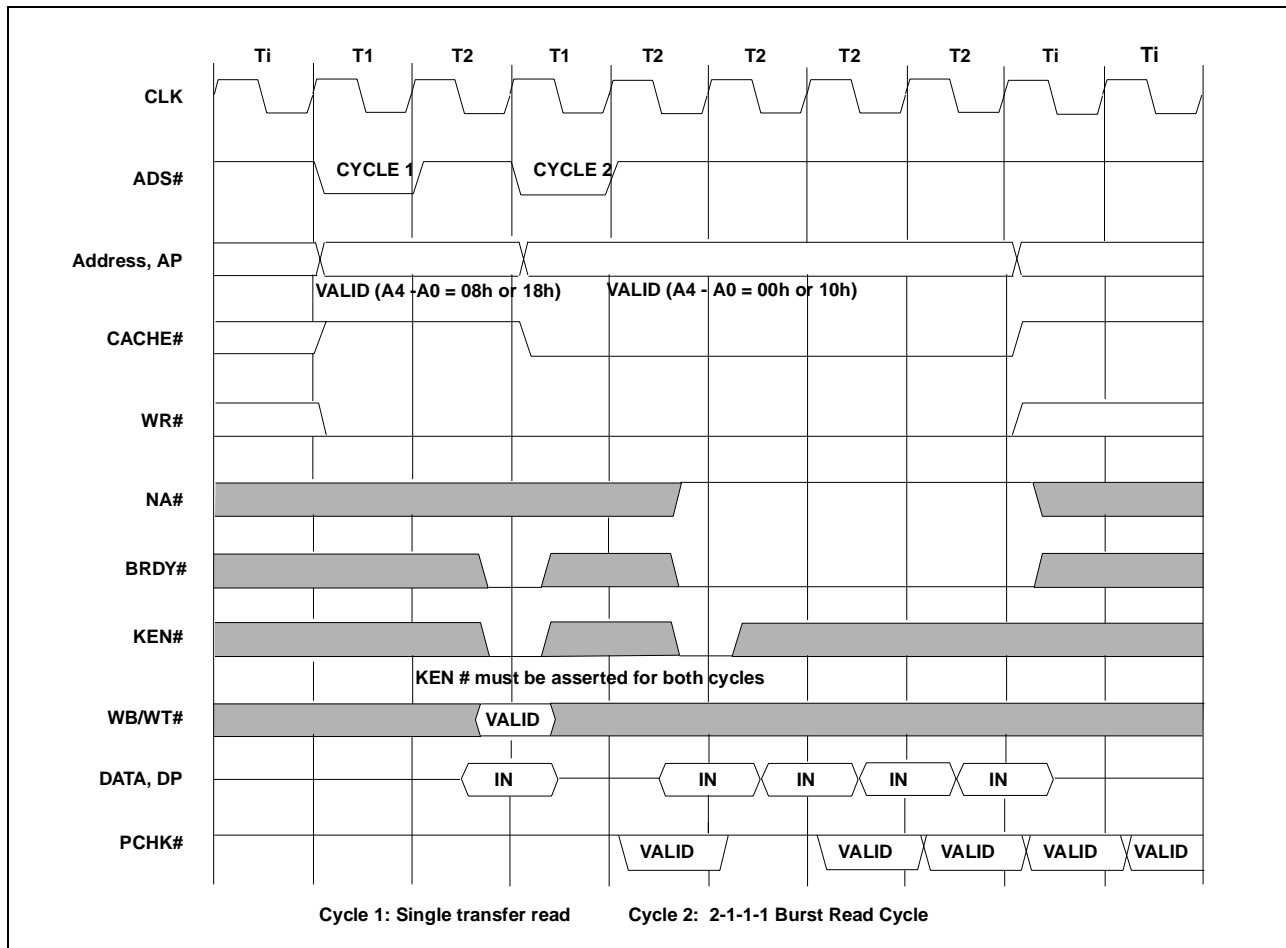 Ti T1 T2 T1 T2 T2 T2 T2 Ti Ti
CLK
ADS# CYCLE 1 CYCLE 2
Address, AP
VALID (A4 -A0 = 08h or 18h) VALID (A4 - A0 = 00h or 10h)
CACHE#
WR#
NA#
BRDY#
KEN#
KEN # must be asserted for both cycles
WB/WT# VALID
DATA, DP IN IN IN IN IN
PCHK# VALID VALID VALID VALID VALID
Cycle 1: Single transfer read Cycle 2: 2-1-1-1 Burst Read Cycle